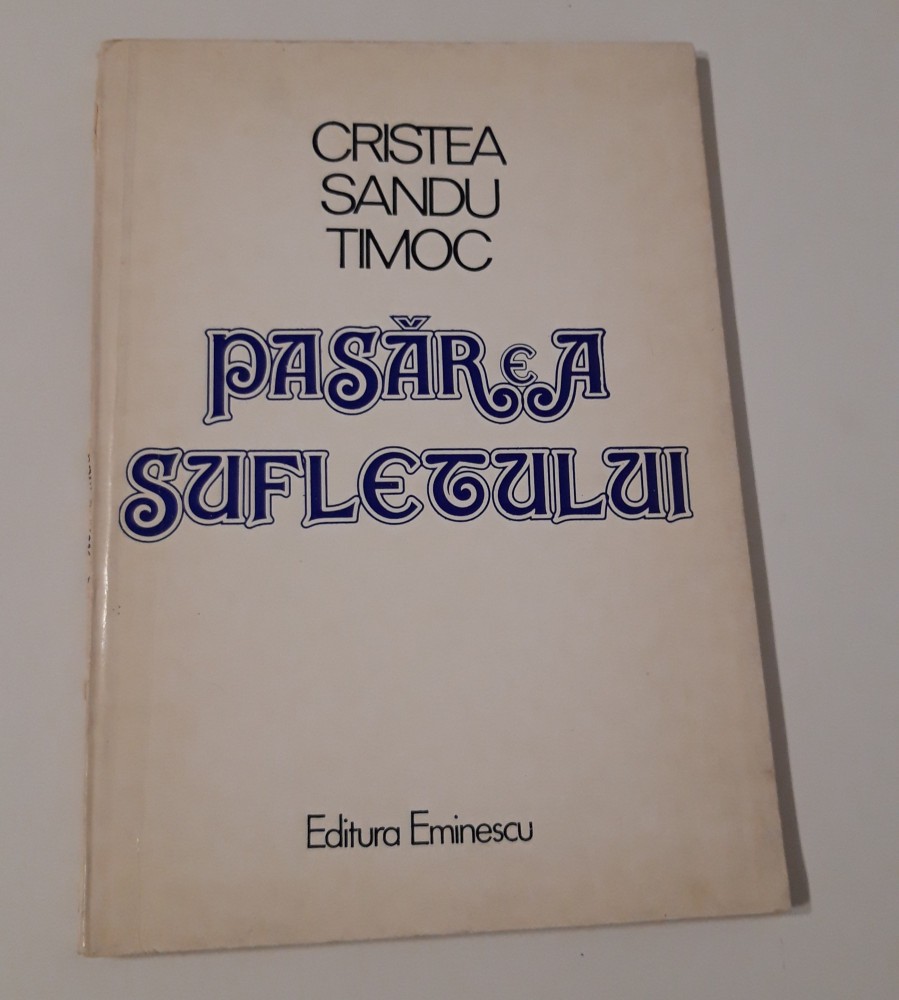 CRISTEA
SANDU
TIMOC
PASĂREA
SUFLETULUI
Editura Eminescu